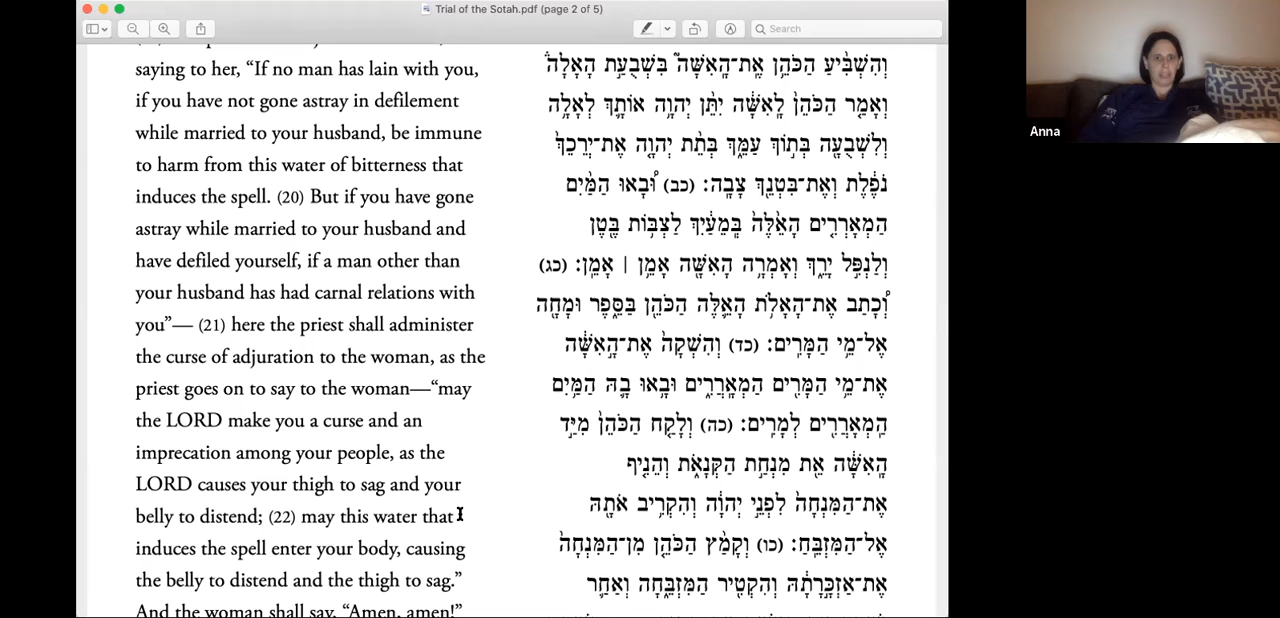 Trial of the Sotah.pdf (page 2 of 5)
Search
saying to her, “If no man has lain with you,
if you have not gone astray in defilement
while married to your husband, be immune
to harm from this water of bitterness that
induces the spell. (20) But if you have gone
astray while married to your husband and
have defiled yourself, if a man other than
your husband has had carnal relations with
you”— (21) here the priest shall administer
the curse of adjuration to the woman, as the
priest goes on to say to the woman—“may
the LORD make you a curse and an
imprecation among your people, as the
LORD causes your thigh to sag and your
belly to distend; (22) may this water that
induces the spell enter your body, causing
the belly to distend and the thigh to sag.”
And the woman shall say, “Amen, amen!”
וְהִשְׁבִּ֨יעַ הַכֹּהֵ֥ן אֶֽת־הָֽאִשָּׁה֮ בִּשְׁבֻעַ֣ת הָאָלָה֒
וְאָמַ֤ר הַכֹּהֵן֙ לָֽאִשָּׁ֔ה יִתֵּ֨ן יְהוָ֥ה אוֹתָ֛ךְ לְאָלָ֥ה
וְלִשְׁבֻעָ֖ה בְּת֣וֹךְ עַמֵּ֑ךְ בְּתֵ֨ת יְהוָ֤ה אֶת־יְרֵכֵךְ֙
נֹפֶ֔לֶת וְאֶת־בִּטְנֵ֖ךְ צָבָֽה׃ (כב) וּ֠בָאוּ הַמַּ֨יִם
הַמְאָרְרִ֤ים הָאֵ֙לֶּה֙ בְּֽמֵעַ֔יִךְ לַצְבּ֥וֹת בֶּ֖טֶן
וְלַנְפִּ֣ל יָרֵ֑ךְ וְאָמְרָ֥ה הָאִשָּׁ֖ה אָמֵ֥ן ׀ אָמֵֽן׃ (כג)
וְ֠כָתַב אֶת־הָאָלֹ֥ת הָאֵ֛לֶּה הַכֹּהֵ֖ן בַּסֵּ֑פֶר וּמָחָ֖ה
אֶל־מֵ֥י הַמָּרִֽים׃ (כד) וְהִשְׁקָה֙ אֶת־הָ֣אִשָּׁ֔ה
אֶת־מֵ֥י הַמָּרִ֖ים הַמְאָֽרֲרִ֑ים וּבָ֥אוּ בָ֛הּ הַמַּ֥יִם
הַֽמְאָרֲרִ֖ים לְמָרִֽים׃ (כה) וְלָקַ֤ח הַכֹּהֵן֙ מִיַּ֣ד
הָֽאִשָּׁ֔ה אֵ֖ת מִנְחַ֣ת הַקְּנָאֹ֑ת וְהֵנִ֤יף
אֶת־הַמִּנְחָה֙ לִפְנֵ֣י יְהוָ֔ה וְהִקְרִ֥יב אֹתָ֖הּ
אֶל־הַמִּזְבֵּֽחַ׃ (כו) וְקָמַ֨ץ הַכֹּהֵ֤ן מִן־הַמִּנְחָה֙
אֶת־אַזְכָּ֣רָתָ֔הּ וְהִקְטִ֖יר הַמִּזְבֵּ֑חָה וְאַחַ֛ר
Anna